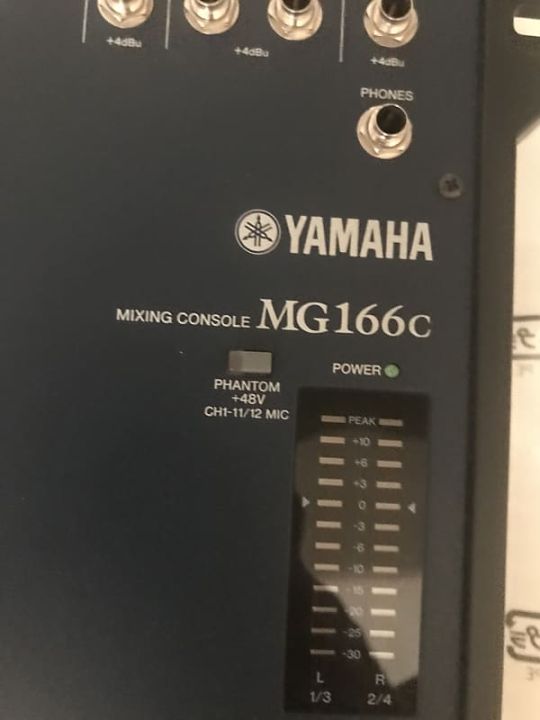 +4dBu
+4dBu
+4dBu
PHONES
YAMAHA
MIXING CONSOLE MG166C
POWER
PHANTOM
+48V
CH1-11/12 MIC
PEAK
+10
+6
+3
0
-3
-6
-10
-15
-20
-25
-30
L R
1/3 2/4